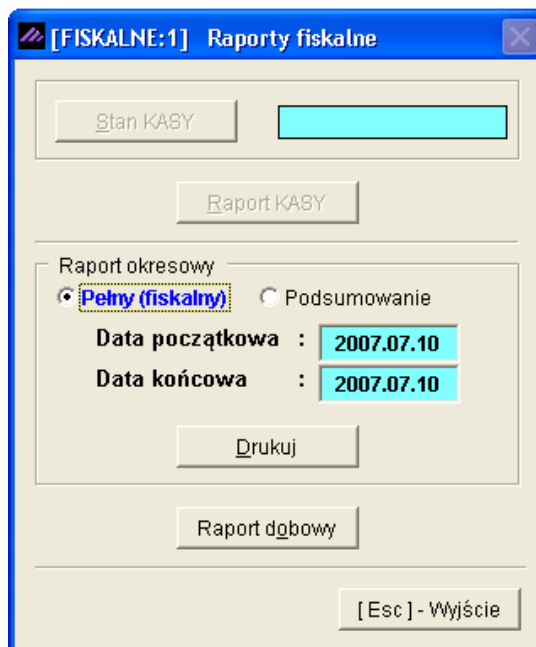 [FISKALNE:1] Raporty fiskalne
Stan KASY
Raport KASY
Raport okresowy
Pełny (fiskalny) Podsumowanie
Data początkowa : 2007.07.10
Data końcowa : 2007.07.10
Drukuj
Raport dobowy
[ Esc ] - Wyjście